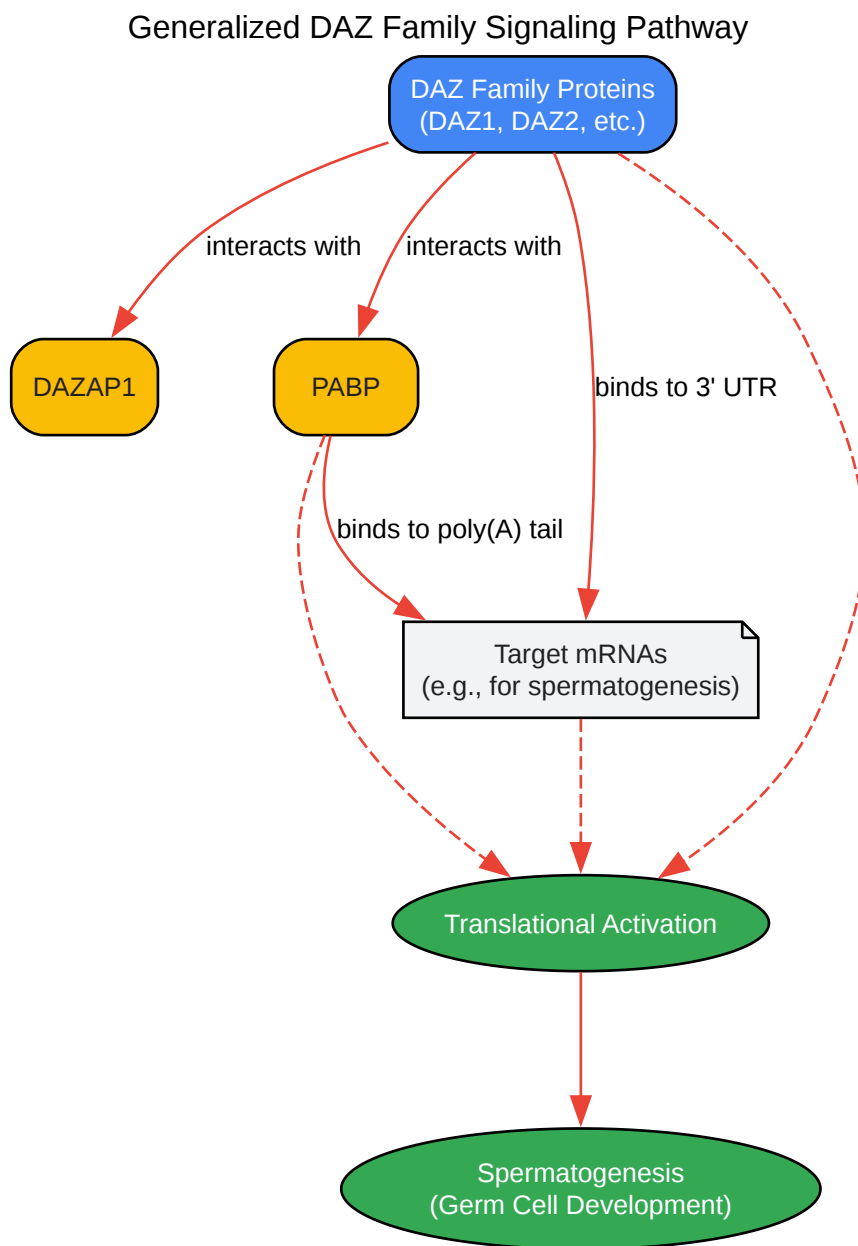 Generalized DAZ Family Signaling Pathway
DAZ Family Proteins
(DAZ1, DAZ2, etc.)
interacts with
interacts with
DAZAP1
PABP
binds to 3' UTR
binds to poly(A) tail
Target mRNAs
(e.g., for spermatogenesis)
Translational Activation
Spermatogenesis
(Germ Cell Development)